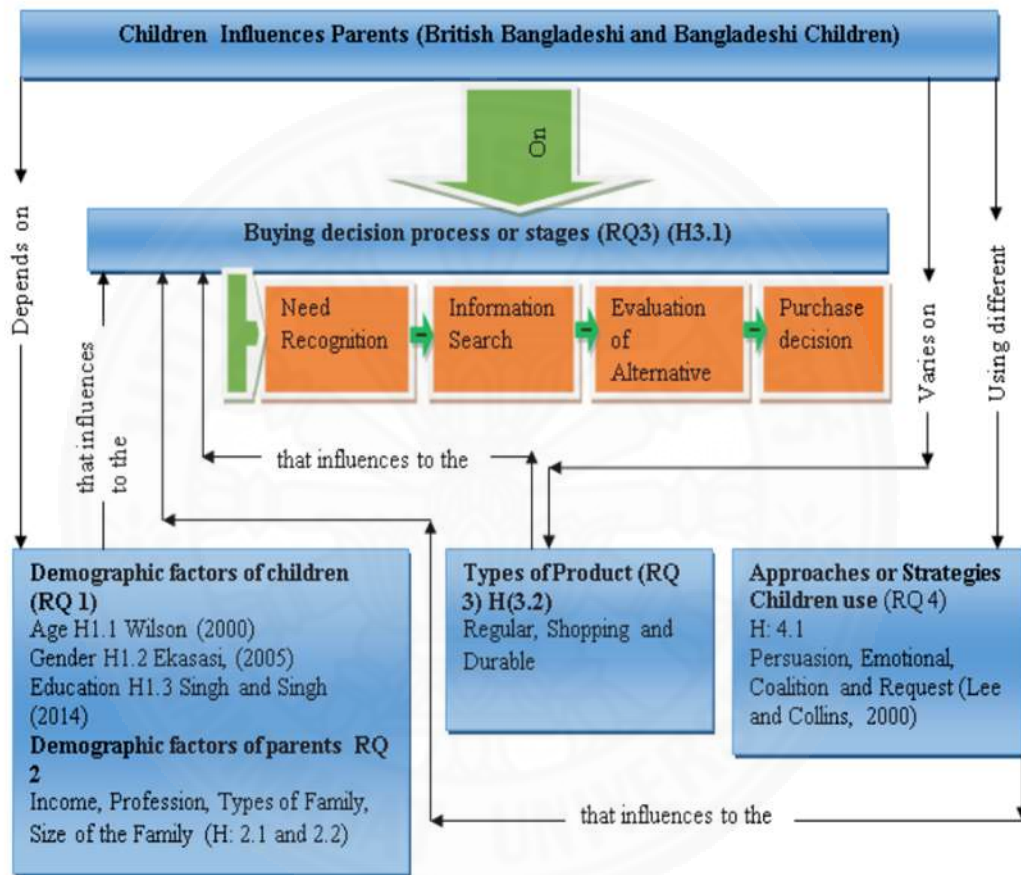 Children Influences Parents (British Bangladeshi and Bangladeshi Children)
On
Buying decision process or stages (RQ3) (H3.1)
Need
Recognition
Information
Search
Evaluation
of
Alternative
Purchase
decision
Depends on
that influences
to the
that influences to the
Varies on
Using different
Demographic factors of children
(RQ 1)
Age H1.1 Wilson (2000)
Gender H1.2 Ekasasi, (2005)
Education H1.3 Singh and Singh
(2014)
Demographic factors of parents RQ
2
Income, Profession, Types of Family,
Size of the Family (H: 2.1 and 2.2)
Types of Product (RQ
3) H(3.2)
Regular, Shopping and
Durable
Approaches or Strategies
Children use (RQ 4)
H: 4.1
Persuasion, Emotional,
Coalition and Request (Lee
and Collins, 2000)
that influences to the